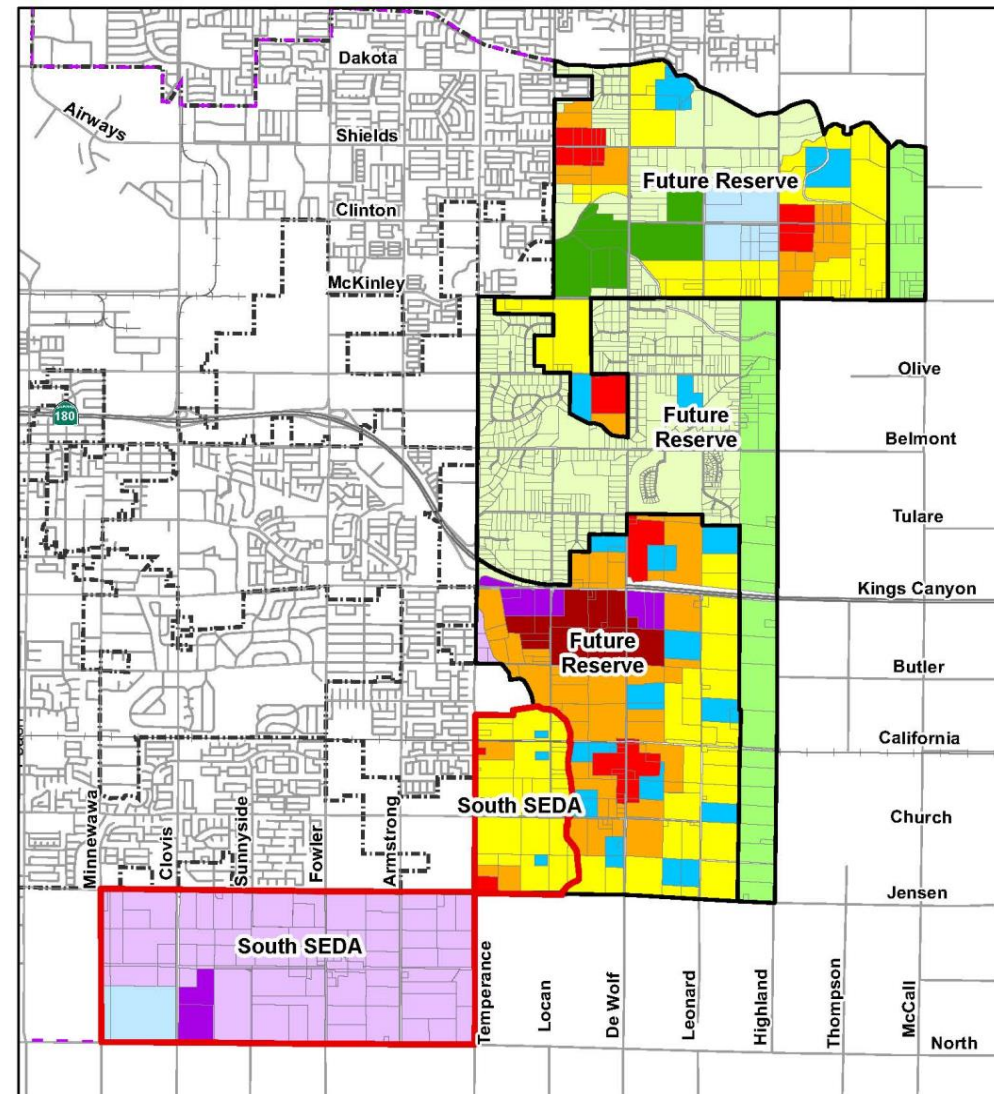 Dakota
Airways
Shields
Future Reserve
Clinton
McKinley
Olive
180
Future
Reserve
Belmont
Tulare
Kings Canyon
Future
Reserve
Butler
California
South SEDA
Church
Minnewawa
Clovis
Sunnyside
Fowler
Armstrong
Jensen
South SEDA
Temperance
Locan
De Wolf
Leonard
Highland
Thompson
McCall
North